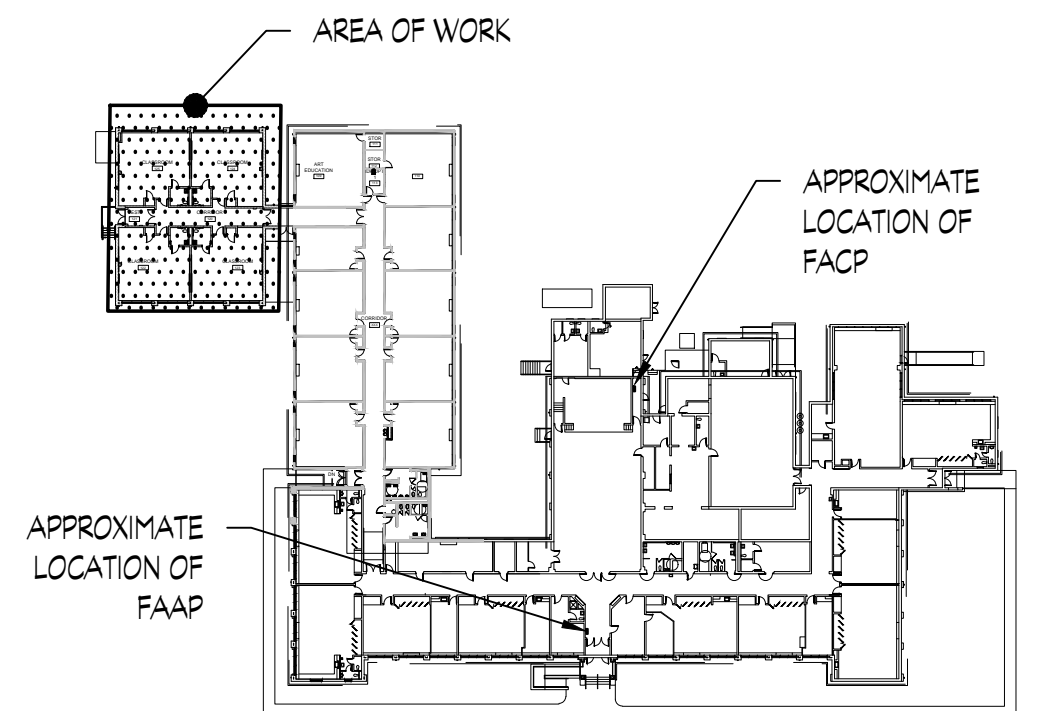 AREA OF WORK
STOR
STOR
ART
EDUCATION
CLASSROOM
CLASSROOM
APPROXIMATE
LOCATION OF
FACP
CORRIDOR
CLASSROOM
CLASSROOM
CORRIDOR
DN
APPROXIMATE
LOCATION OF
FAAP